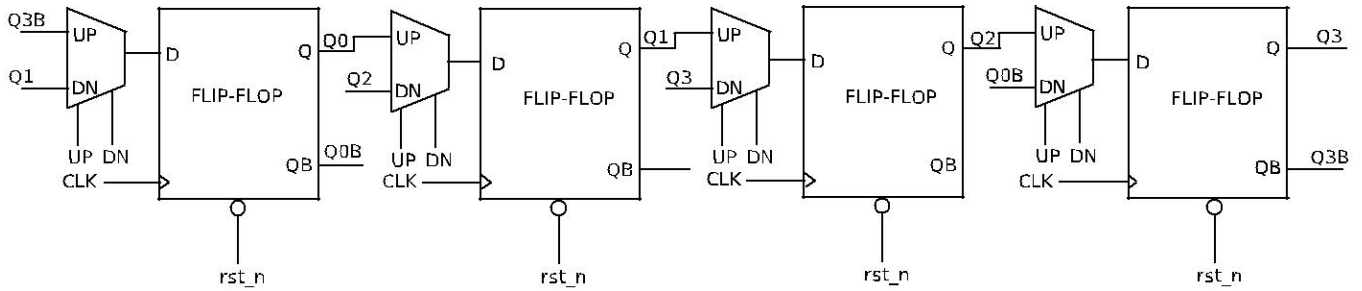 Q3B
UP
Q1
DN
D
Q
Q0
FLIP-FLOP
QB
Q0B
UP DN
CLK
rst_n
UP
Q2
DN
D
Q
Q1
FLIP-FLOP
QB
UP DN
CLK
rst_n
UP
Q3
DN
D
Q
Q2
FLIP-FLOP
QB
UP DN
CLK
rst_n
UP
Q0B
DN
D
Q
Q3
FLIP-FLOP
QB
Q3B
UP DN
CLK
rst_n